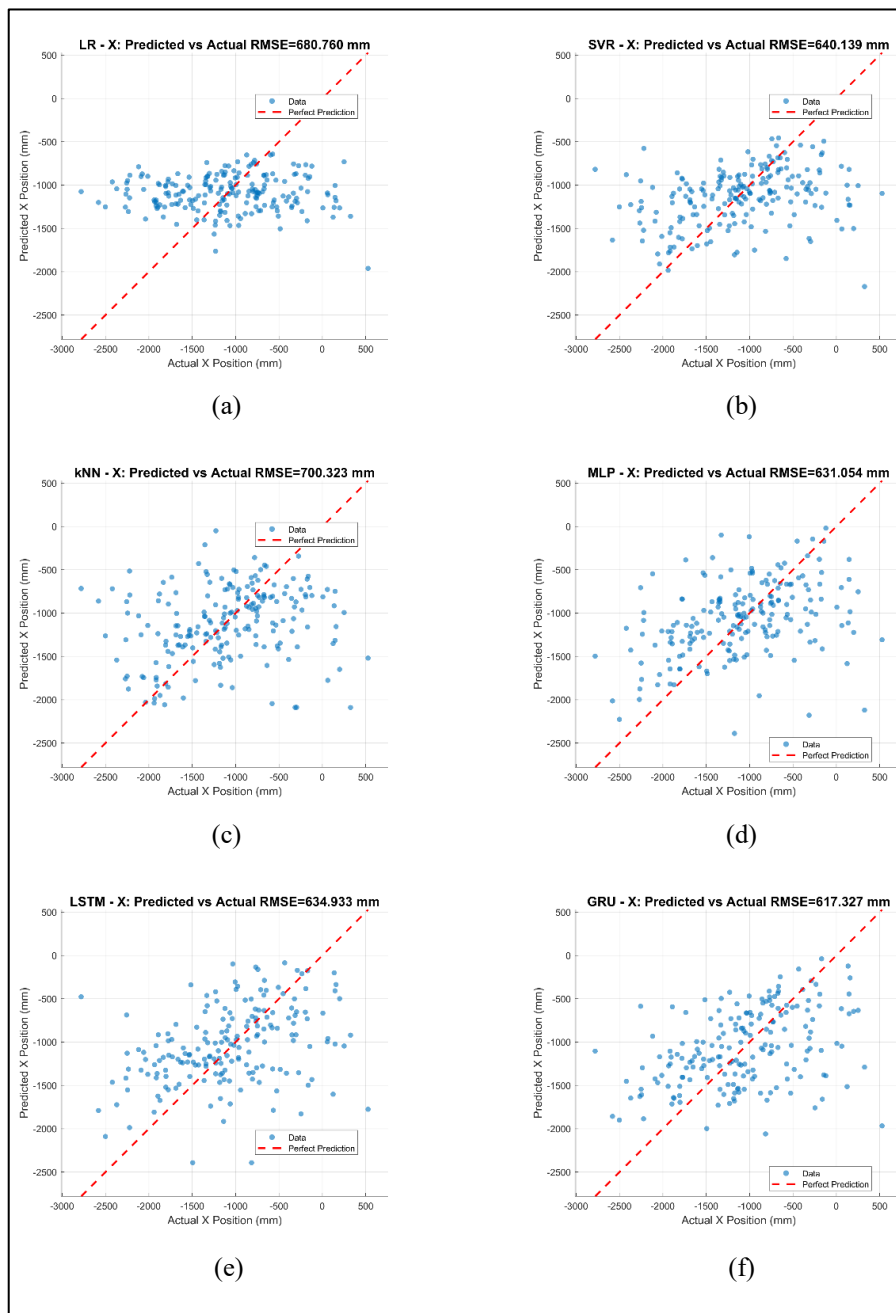 LR - X: Predicted vs Actual RMSE=680.760 mm
500
0
-500
-1000
-1500
-2000
-2500
Predicted X Position (mm)
Data
Perfect Prediction
-3000 -2500 -2000 -1500 -1000 -500 0 500
Actual X Position (mm)
(a)
SVR - X: Predicted vs Actual RMSE=640.139 mm
500
0
-500
-1000
-1500
-2000
-2500
Predicted X Position (mm)
Data
Perfect Prediction
-3000 -2500 -2000 -1500 -1000 -500 0 500
Actual X Position (mm)
(b)
kNN - X: Predicted vs Actual RMSE=700.323 mm
500
0
-500
-1000
-1500
-2000
-2500
Predicted X Position (mm)
Data
Perfect Prediction
-3000 -2500 -2000 -1500 -1000 -500 0 500
Actual X Position (mm)
(c)
MLP - X: Predicted vs Actual RMSE=631.054 mm
500
0
-500
-1000
-1500
-2000
-2500
Predicted X Position (mm)
Data
Perfect Prediction
-3000 -2500 -2000 -1500 -1000 -500 0 500
Actual X Position (mm)
(d)
LSTM - X: Predicted vs Actual RMSE=634.933 mm
500
0
-500
-1000
-1500
-2000
-2500
Predicted X Position (mm)
Data
Perfect Prediction
-3000 -2500 -2000 -1500 -1000 -500 0 500
Actual X Position (mm)
(e)
GRU - X: Predicted vs Actual RMSE=617.327 mm
500
0
-500
-1000
-1500
-2000
-2500
Predicted X Position (mm)
Data
Perfect Prediction
-3000 -2500 -2000 -1500 -1000 -500 0 500
Actual X Position (mm)
(f)